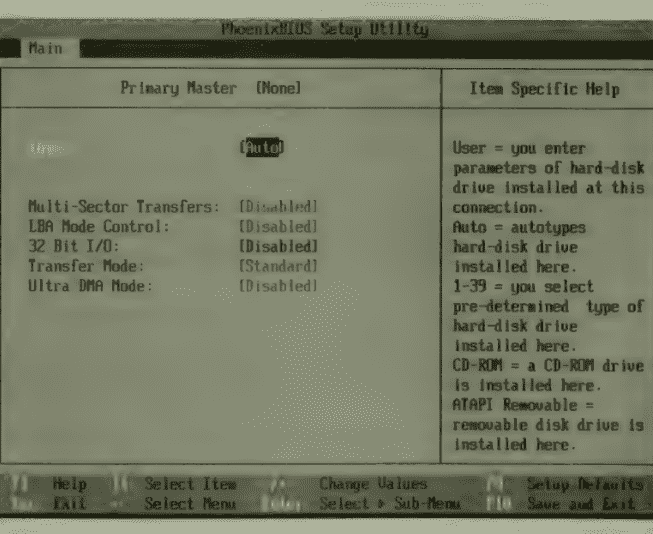 PhoenixBIOS Setup Utility
Main
Primary Master [None]
Item Specific Help
[Auto]
Multi-Sector Transfers: [Disabled]
LBA Mode Control: [Disabled]
32 Bit I/O: [Disabled]
Transfer Mode: [Standard]
Ultra DMA Mode: [Disabled]
User = you enter
parameters of hard-disk
drive installed at this
connection.
Auto = autotypes
hard-disk drive
installed here.
1-39 = you select
pre-determined type of
hard-disk drive
installed here.
CD-ROM = a CD-ROM drive
is installed here.
ATAPI Removable =
removable disk drive is
installed here.
Help Select Item Change Values Setup Defaults
Exit Select Menu Enter Select ▶ Sub-Menu F10 Save and Exit